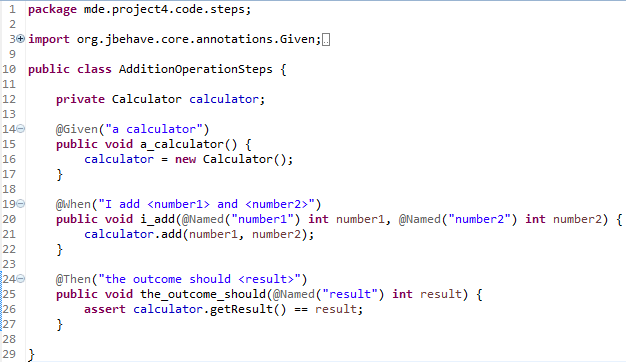 1 package mde.project4.code.steps;
2
3 import org.jbehave.core.annotations.Given;
9
10 public class AdditionOperationSteps {
11
12     private Calculator calculator;
13
14     @Given("a calculator")
15     public void a_calculator() {
16         calculator = new Calculator();
17     }
18
19     @When("I add <number1> and <number2>")
20     public void i_add(@Named("number1") int number1, @Named("number2") int number2) {
21         calculator.add(number1, number2);
22     }
23
24     @Then("the outcome should <result>")
25     public void the_outcome_should(@Named("result") int result) {
26         assert calculator.getResult() == result;
27     }
28
29 }